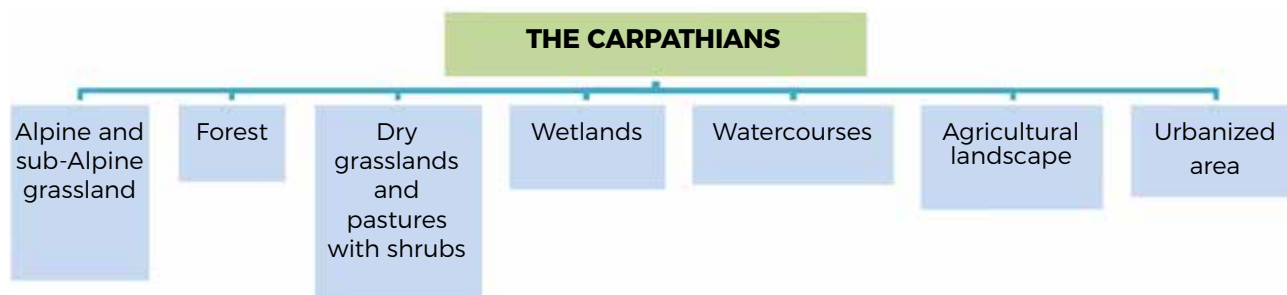 THE CARPATHIANS
Alpine and
sub-Alpine
grassland
Forest
Dry
grasslands
and
pastures
with shrubs
Wetlands
Watercourses
Agricultural
landscape
Urbanized
area